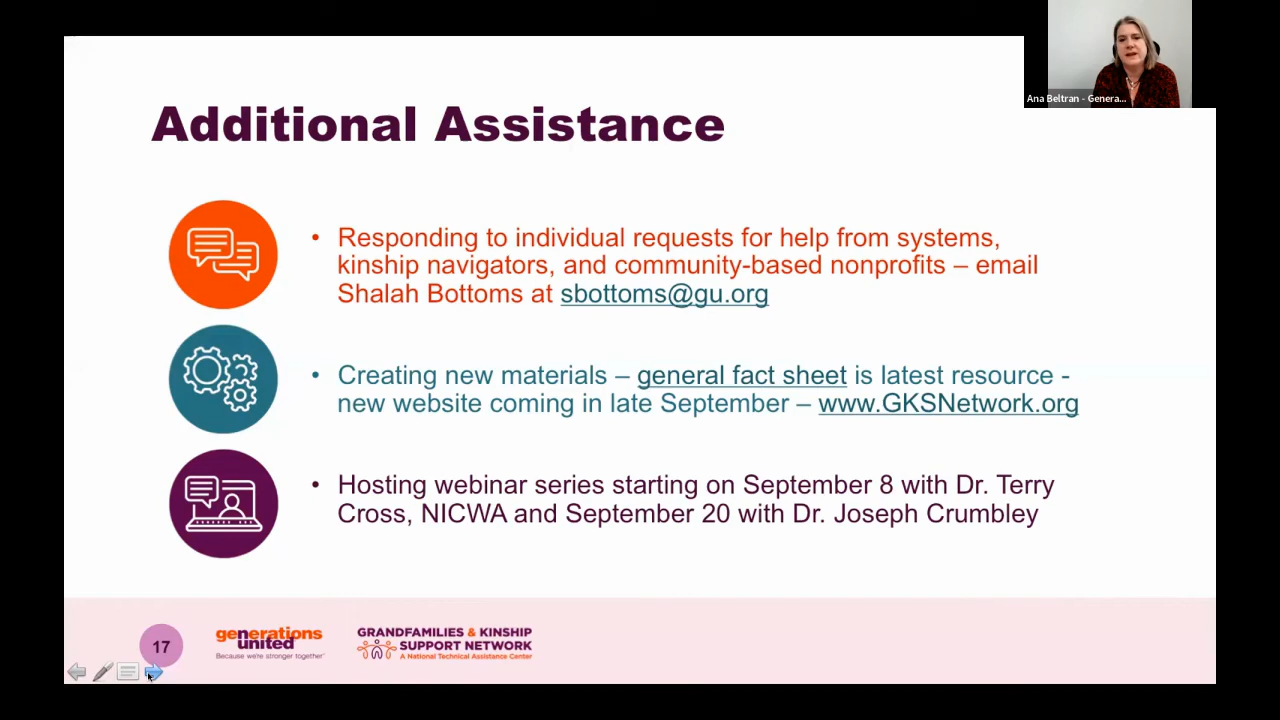 Ana Beltran - Genera...
Additional Assistance
• Responding to individual requests for help from systems,
kinship navigators, and community-based nonprofits – email
Shalah Bottoms at sbottoms@gu.org
• Creating new materials – general fact sheet is latest resource -
new website coming in late September – www.GKSNetwork.org
• Hosting webinar series starting on September 8 with Dr. Terry
Cross, NICWA and September 20 with Dr. Joseph Crumbley
17
generations
united
Because we're stronger together™
GRANDFAMILIES & KINSHIP
SUPPORT NETWORK
A National Technical Assistance Center